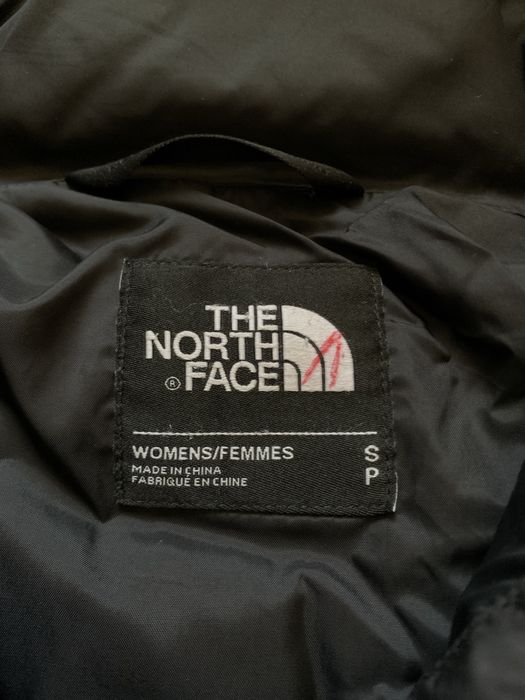 THE
NORTH
® FACE
WOMENS/FEMMES S
MADE IN CHINA P
FABRIQUÉ EN CHINE